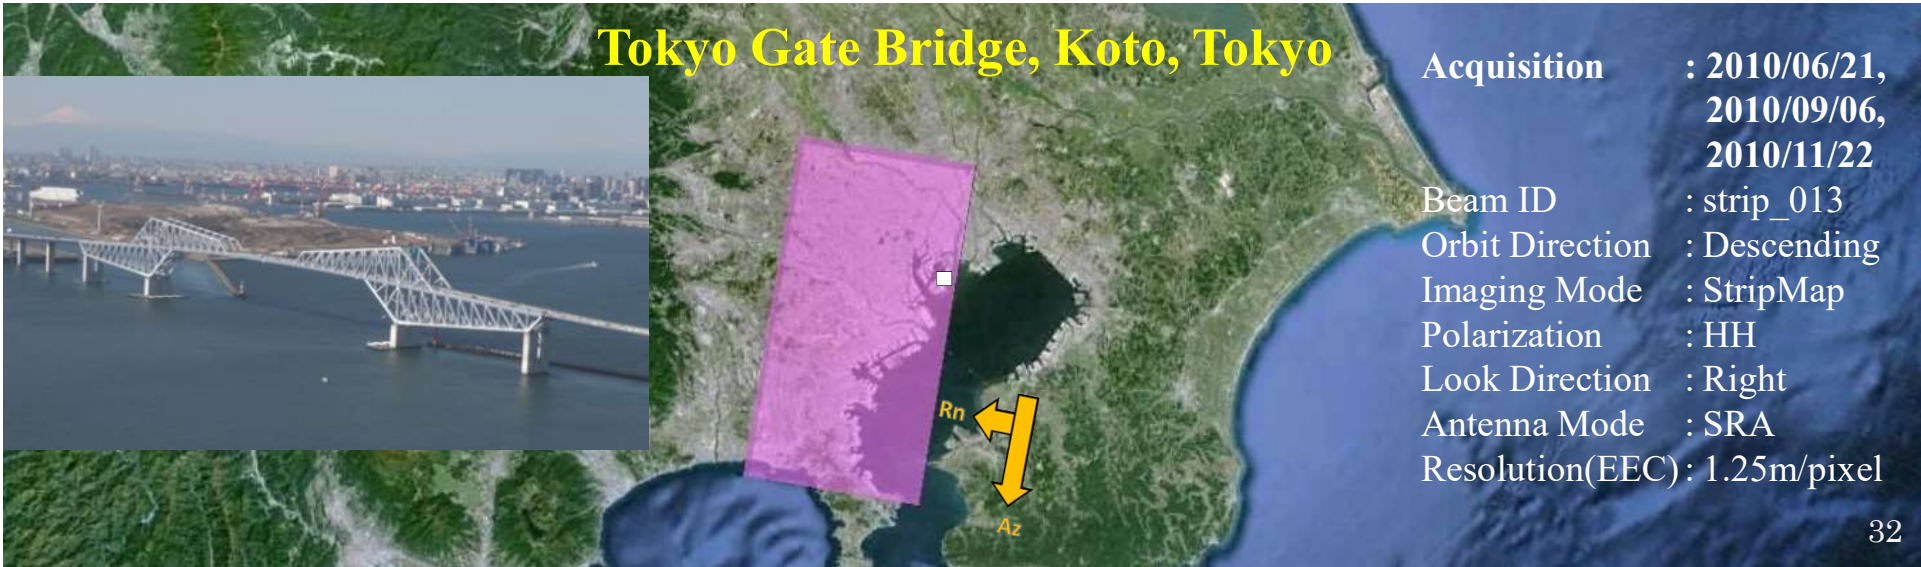 Tokyo Gate Bridge, Koto, Tokyo
Acquisition : 2010/06/21,
2010/09/06,
2010/11/22
Beam ID : strip_013
Orbit Direction : Descending
Imaging Mode : StripMap
Polarization : HH
Look Direction : Right
Antenna Mode : SRA
Resolution(EEC) : 1.25m/pixel
Rn
Az
32